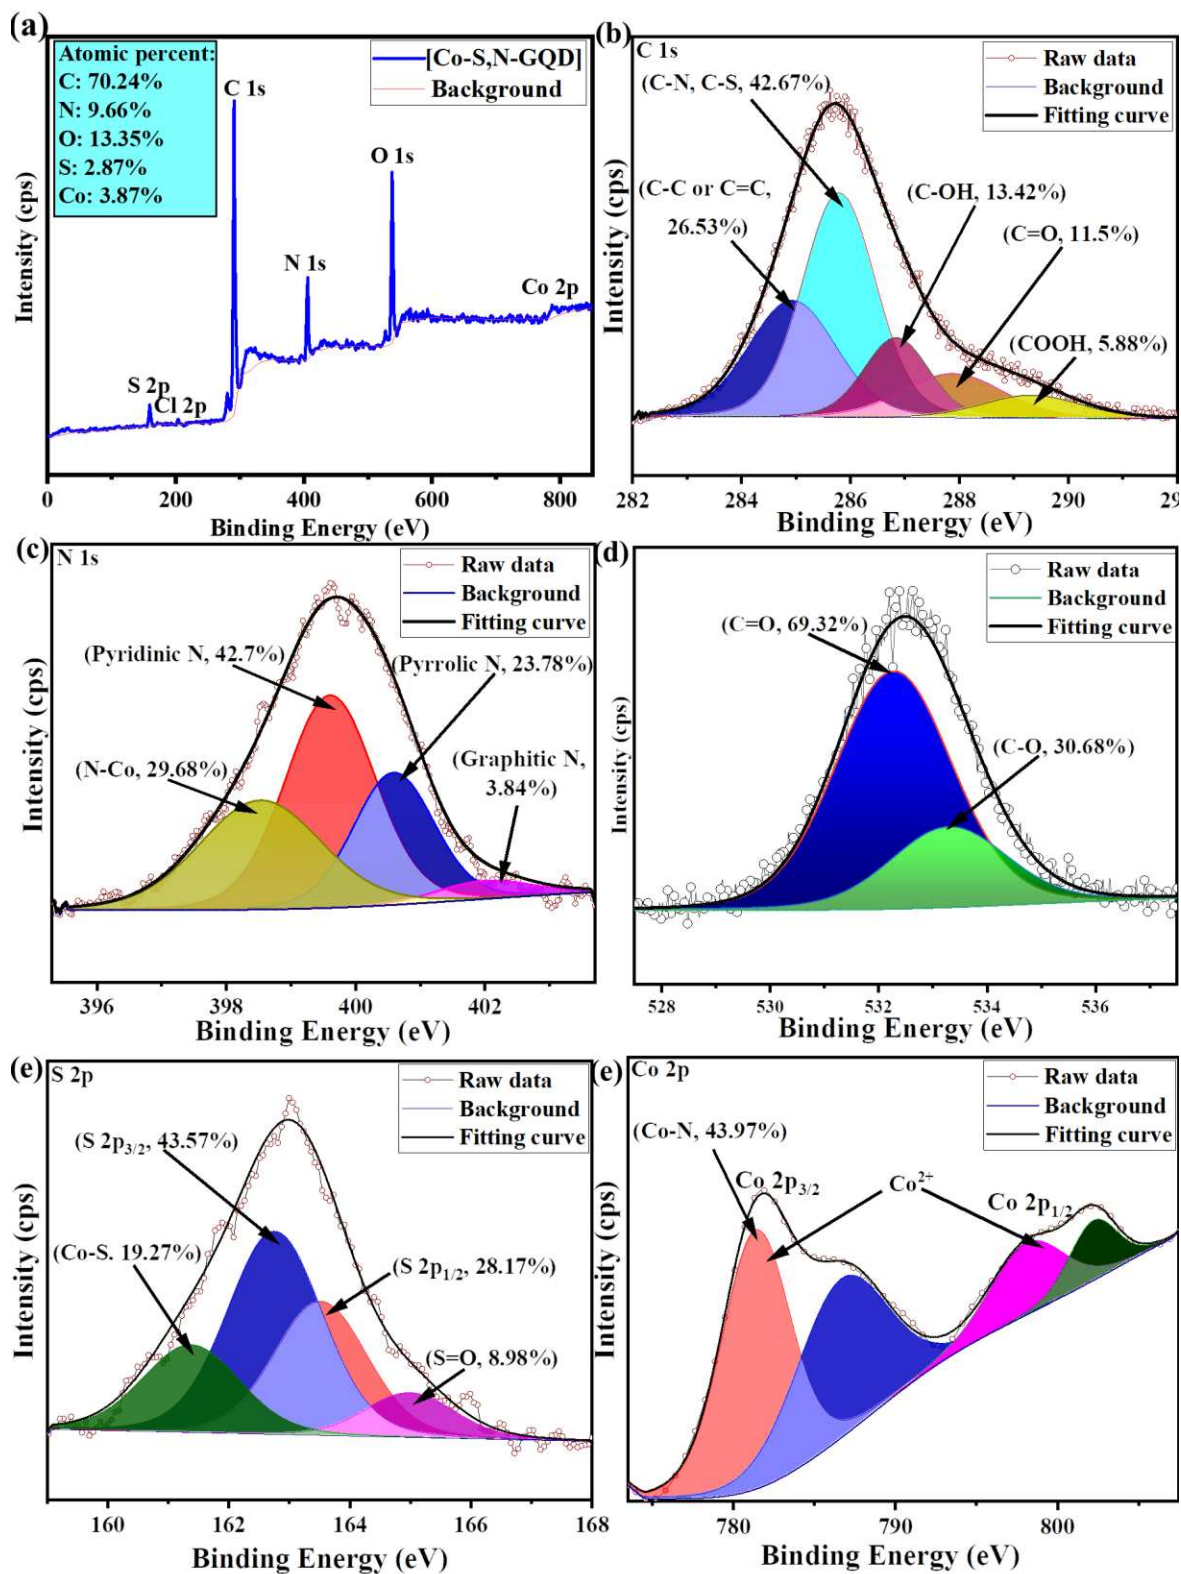 (a)
Atomic percent:
C: 70.24%
N: 9.66%
O: 13.35%
S: 2.87%
Co: 3.87%
[Co-S,N-GQD]
Background
C 1s
O 1s
N 1s
Co 2p
S 2p
Cl 2p
Intensity (cps)
0 200 400 600 800
Binding Energy (eV)
(b)
C 1s
Raw data
Background
Fitting curve
(C-N, C-S, 42.67%)
(C-C or C=C,
26.53%)
(C-OH, 13.42%)
(C=O, 11.5%)
(COOH, 5.88%)
Intensity (cps)
282 284 286 288 290 29
Binding Energy (eV)
(c)
N 1s
Raw data
Background
Fitting curve
(Pyridinic N, 42.7%)
(Pyrrolic N, 23.78%)
(N-Co, 29.68%)
(Graphitic N,
3.84%)
Intensity (cps)
396 398 400 402
Binding Energy (eV)
(d)
Raw data
Background
Fitting curve
(C=O, 69.32%)
(C-O, 30.68%)
Intensity (cps)
528 530 532 534 536
Binding Energy (eV)
(e)
S 2p
Raw data
Background
Fitting curve
(S 2p3/2, 43.57%)
(Co-S. 19.27%)
(S 2p1/2, 28.17%)
(S=O, 8.98%)
Intensity (cps)
160 162 164 166 168
Binding Energy (eV)
(e)
Co 2p
Raw data
Background
Fitting curve
(Co-N, 43.97%)
Co 2p3/2
Co2+
Co 2p1/2
Intensity (cps)
780 790 800
Binding Energy (eV)